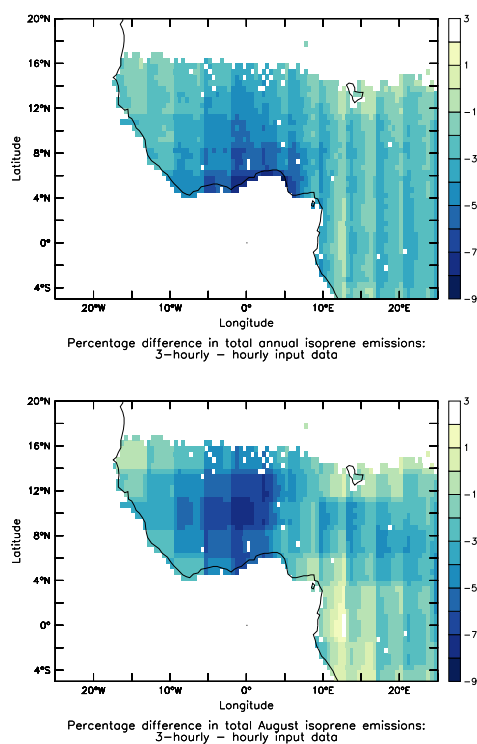 20°N
16°N
12°N
8°N
4°N
0°
4°S
Latitude
20°W
10°W
0°
10°E
20°E
Longitude
3
1
-1
-3
-5
-7
-9
Percentage difference in total annual isoprene emissions:
3-hourly - hourly input data
20°N
16°N
12°N
8°N
4°N
0°
4°S
Latitude
20°W
10°W
0°
10°E
20°E
Longitude
3
1
-1
-3
-5
-7
-9
Percentage difference in total August isoprene emissions:
3-hourly - hourly input data